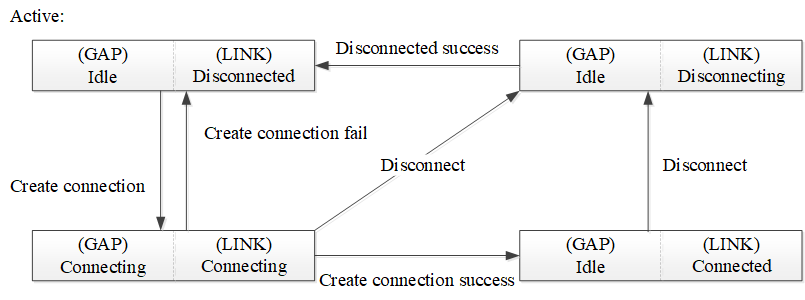 Active:
(GAP)
Idle
(LINK)
Disconnected
Disconnected success
(GAP)
Idle
(LINK)
Disconnecting
Create connection fail
Create connection
Disconnect
Disconnect
(GAP)
Connecting
(LINK)
Connecting
Create connection success
(GAP)
Idle
(LINK)
Connected